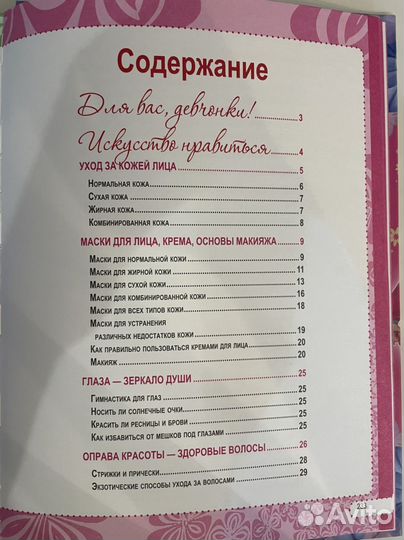 Содержание
Для вас, девчонки! 3
Искусство нравиться 4
УХОД ЗА КОЖЕЙ ЛИЦА 5
НОРМАЛЬНАЯ КОЖА 6
СУХАЯ КОЖА 7
ЖИРНАЯ КОЖА 7
КОМБИНИРОВАННАЯ КОЖА 8
МАСКИ ДЛЯ ЛИЦА, КРЕМА, ОСНОВЫ МАКИЯЖА 9
МАСКИ ДЛЯ НОРМАЛЬНОЙ КОЖИ 9
МАСКИ ДЛЯ ЖИРНОЙ КОЖИ 11
МАСКИ ДЛЯ СУХОЙ КОЖИ 13
МАСКИ ДЛЯ КОМБИНИРОВАННОЙ КОЖИ 16
МАСКИ ДЛЯ ВСЕХ ТИПОВ КОЖИ 18
МАСКИ ДЛЯ УСТРАНЕНИЯ
РАЗЛИЧНЫХ НЕДОСТАТКОВ КОЖИ 19
КАК ПРАВИЛЬНО ПОЛЬЗОВАТЬСЯ КРЕМАМИ ДЛЯ ЛИЦА 20
МАКИЯЖ 20
ГЛАЗА — ЗЕРКАЛО ДУШИ 25
ГИМНАСТИКА ДЛЯ ГЛАЗ 25
НОСИТЬ ЛИ СОЛНЕЧНЫЕ ОЧКИ 25
КРАСИТЬ ЛИ РЕСНИЦЫ И БРОВИ 25
КАК ИЗБАВИТЬСЯ ОТ МЕШКОВ ПОД ГЛАЗАМИ 25
ОПРАВА КРАСОТЫ — ЗДОРОВЫЕ ВОЛОСЫ 26
СТРИЖКИ И ПРИЧЕСКИ 28
ЭКЗОТИЧЕСКИЕ СПОСОБЫ УХОДА ЗА ВОЛОСАМИ 29
Avito